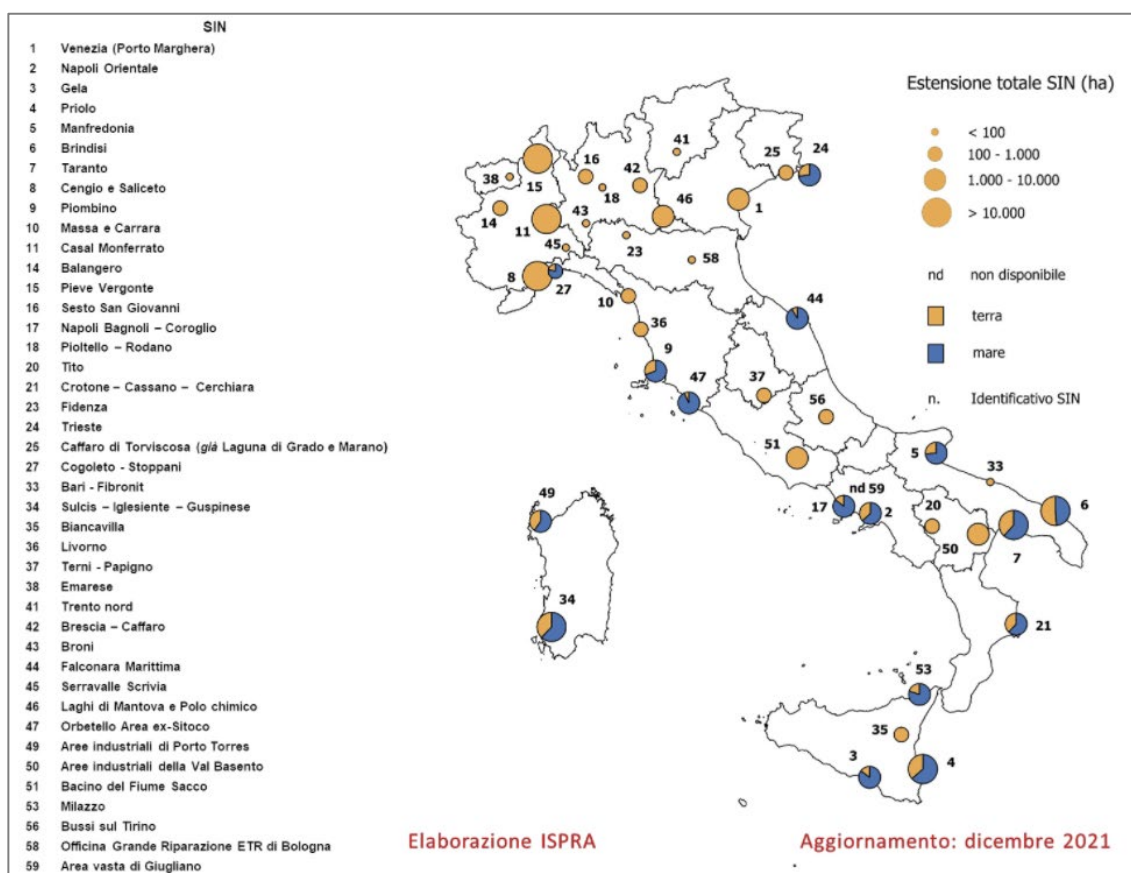 SIN
1 Venezia (Porto Marghera)
2 Napoli Orientale
3 Gela
4 Priolo
5 Manfredonia
6 Brindisi
7 Taranto
8 Cengio e Saliceto
9 Piombino
10 Massa e Carrara
11 Casal Monferrato
14 Balangero
15 Pieve Vergonte
16 Sesto San Giovanni
17 Napoli Bagnoli – Coroglio
18 Pioltello – Rodano
20 Tito
21 Crotone – Cassano – Cerchiara
23 Fidenza
24 Trieste
25 Caffaro di Torviscosa (già Laguna di Grado e Marano)
27 Cogoleto - Stoppani
33 Bari - Fibronit
34 Sulcis – Iglesiente – Guspinese
35 Biancavilla
36 Livorno
37 Terni - Papigno
38 Emarese
41 Trento nord
42 Brescia – Caffaro
43 Broni
44 Falconara Marittima
45 Serravalle Scrivia
46 Laghi di Mantova e Polo chimico
47 Orbetello Area ex-Sitoco
49 Aree industriali di Porto Torres
50 Aree industriali della Val Basento
51 Bacino del Fiume Sacco
53 Milazzo
56 Bussi sul Tirino
58 Officina Grande Riparazione ETR di Bologna
59 Area vasta di Giugliano
Estensione totale SIN (ha)
< 100
100 - 1.000
1.000 - 10.000
> 10.000
nd non disponibile
terra
mare
n. Identificativo SIN
41
25
24
16
42
38
15
18
46
1
14
11
43
45
23
58
8
27
10
44
36
9
47
37
56
51
5
33
49
nd 59
17
2
20
6
50
7
34
21
53
35
3
4
Elaborazione ISPRA
Aggiornamento: dicembre 2021